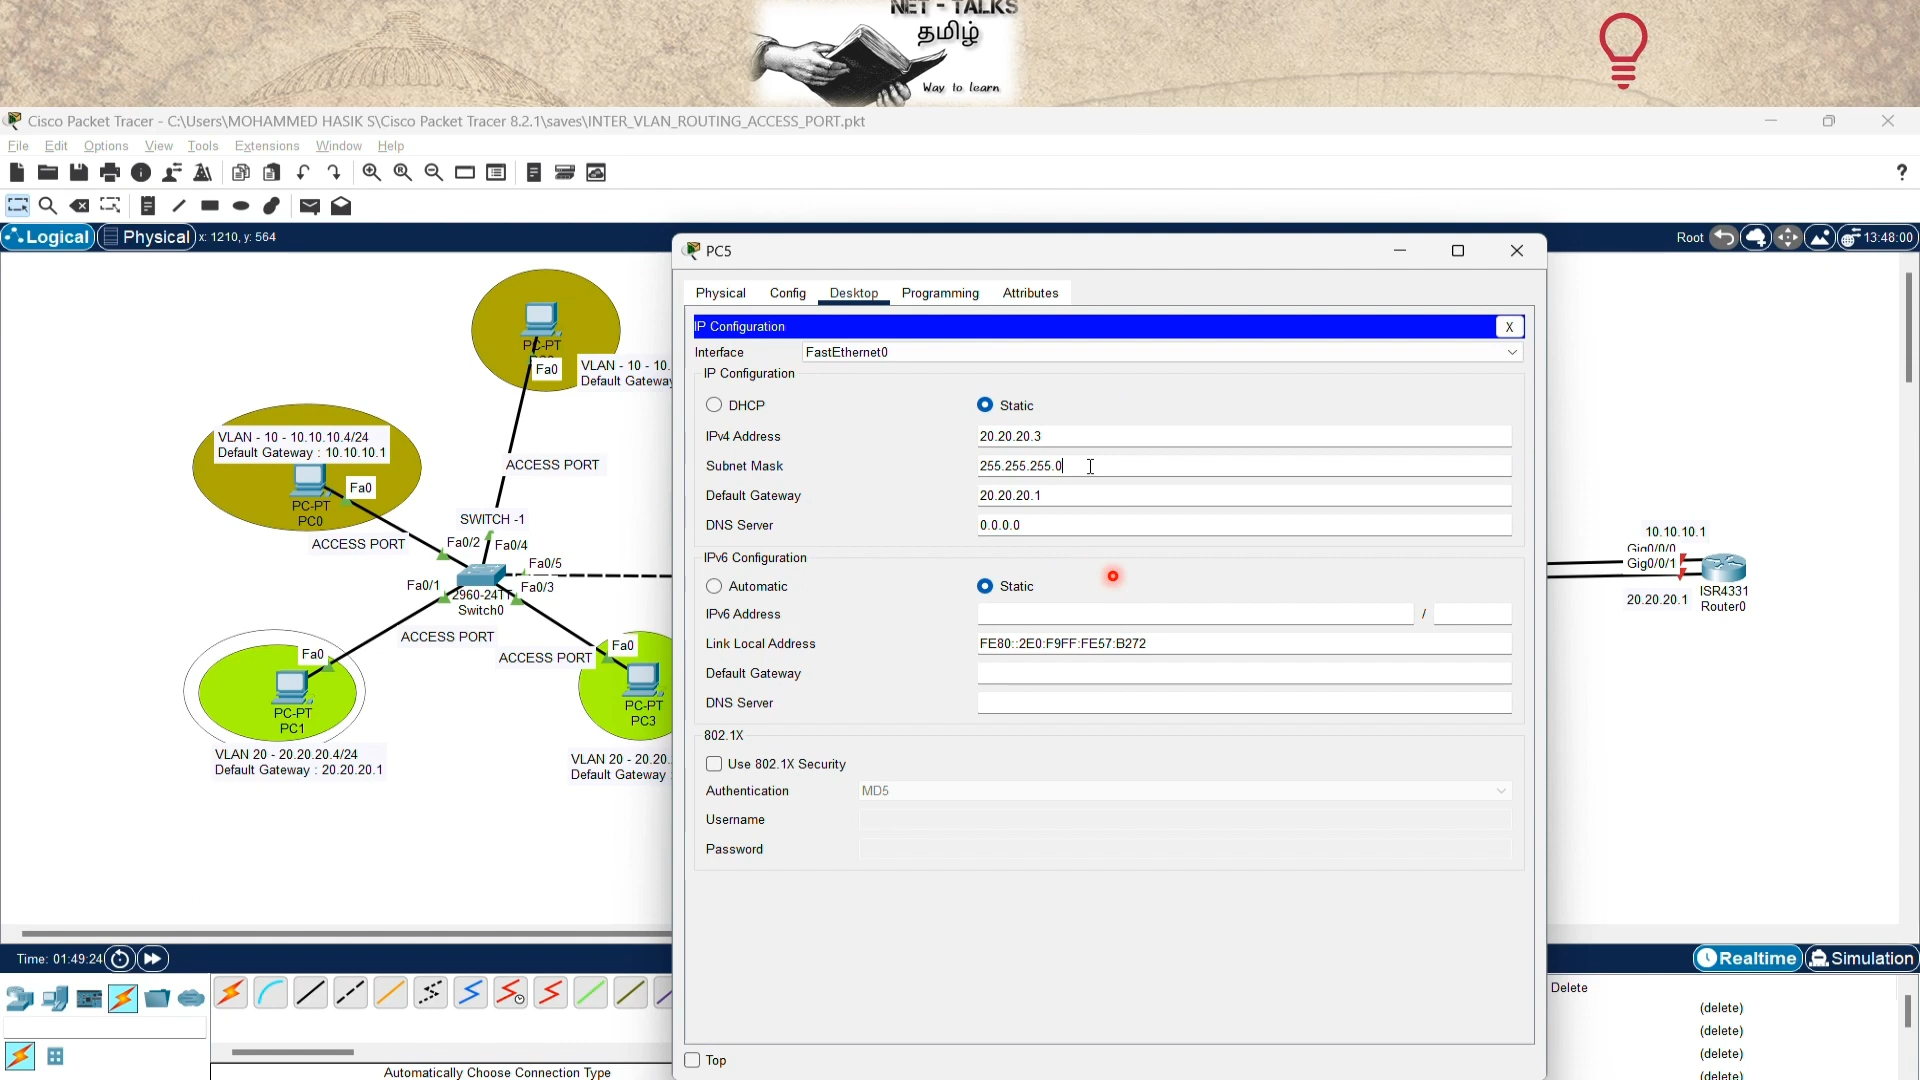 NET - TALKS
தமிழ்
Way to learn
Cisco Packet Tracer - C:\Users\MOHAMMED HASIK S\Cisco Packet Tracer 8.2.1\saves\INTER_VLAN_ROUTING_ACCESS_PORT.pkt
File Edit Options View Tools Extensions Window Help
?
Logical Physical x: 1210, y: 564
Root 13:48:00
PC5
Physical Config Desktop Programming Attributes
IP Configuration X
Interface FastEthernet0
IP Configuration
DHCP Static
IPv4 Address 20.20.20.3
Subnet Mask 255.255.255.0
Default Gateway 20.20.20.1
DNS Server 0.0.0.0
IPv6 Configuration
Automatic Static
IPv6 Address /
Link Local Address FE80::2E0:F9FF:FE57:B272
Default Gateway
DNS Server
802.1X
Use 802.1X Security
Authentication MD5
Username
Password
Top
PC-PT
Fa0
VLAN - 10 - 10.
Default Gateway
VLAN - 10 - 10.10.10.4/24
Default Gateway : 10.10.10.1
Fa0
PC-PT
PC0
ACCESS PORT
ACCESS PORT
SWITCH -1
Fa0/2 Fa0/4
Fa0/5
Fa0/1 Fa0/3
2960-24TT
Switch0
ACCESS PORT
ACCESS PORT
Fa0
PC-PT
PC1
VLAN 20 - 20.20.20.4/24
Default Gateway : 20.20.20.1
Fa0
PC-PT
PC3
VLAN 20 - 20.20.
Default Gateway
10.10.10.1
Gig0/0/0
Gig0/0/1
20.20.20.1
ISR4331
Router0
Time: 01:49:24
Realtime Simulation
Delete
(delete)
(delete)
(delete)
(delete)
Automatically Choose Connection Type